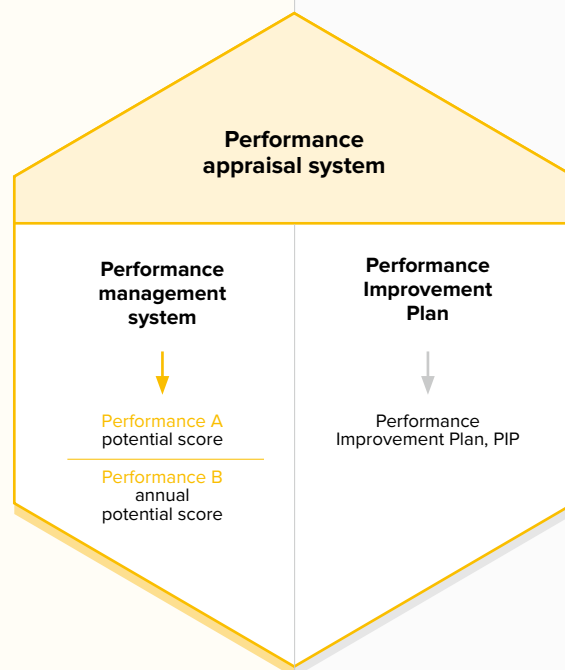 Performance
appraisal system
Performance
management
system
Performance A
potential score
Performance B
annual
potential score
Performance
Improvement
Plan
Performance
Improvement Plan, PIP